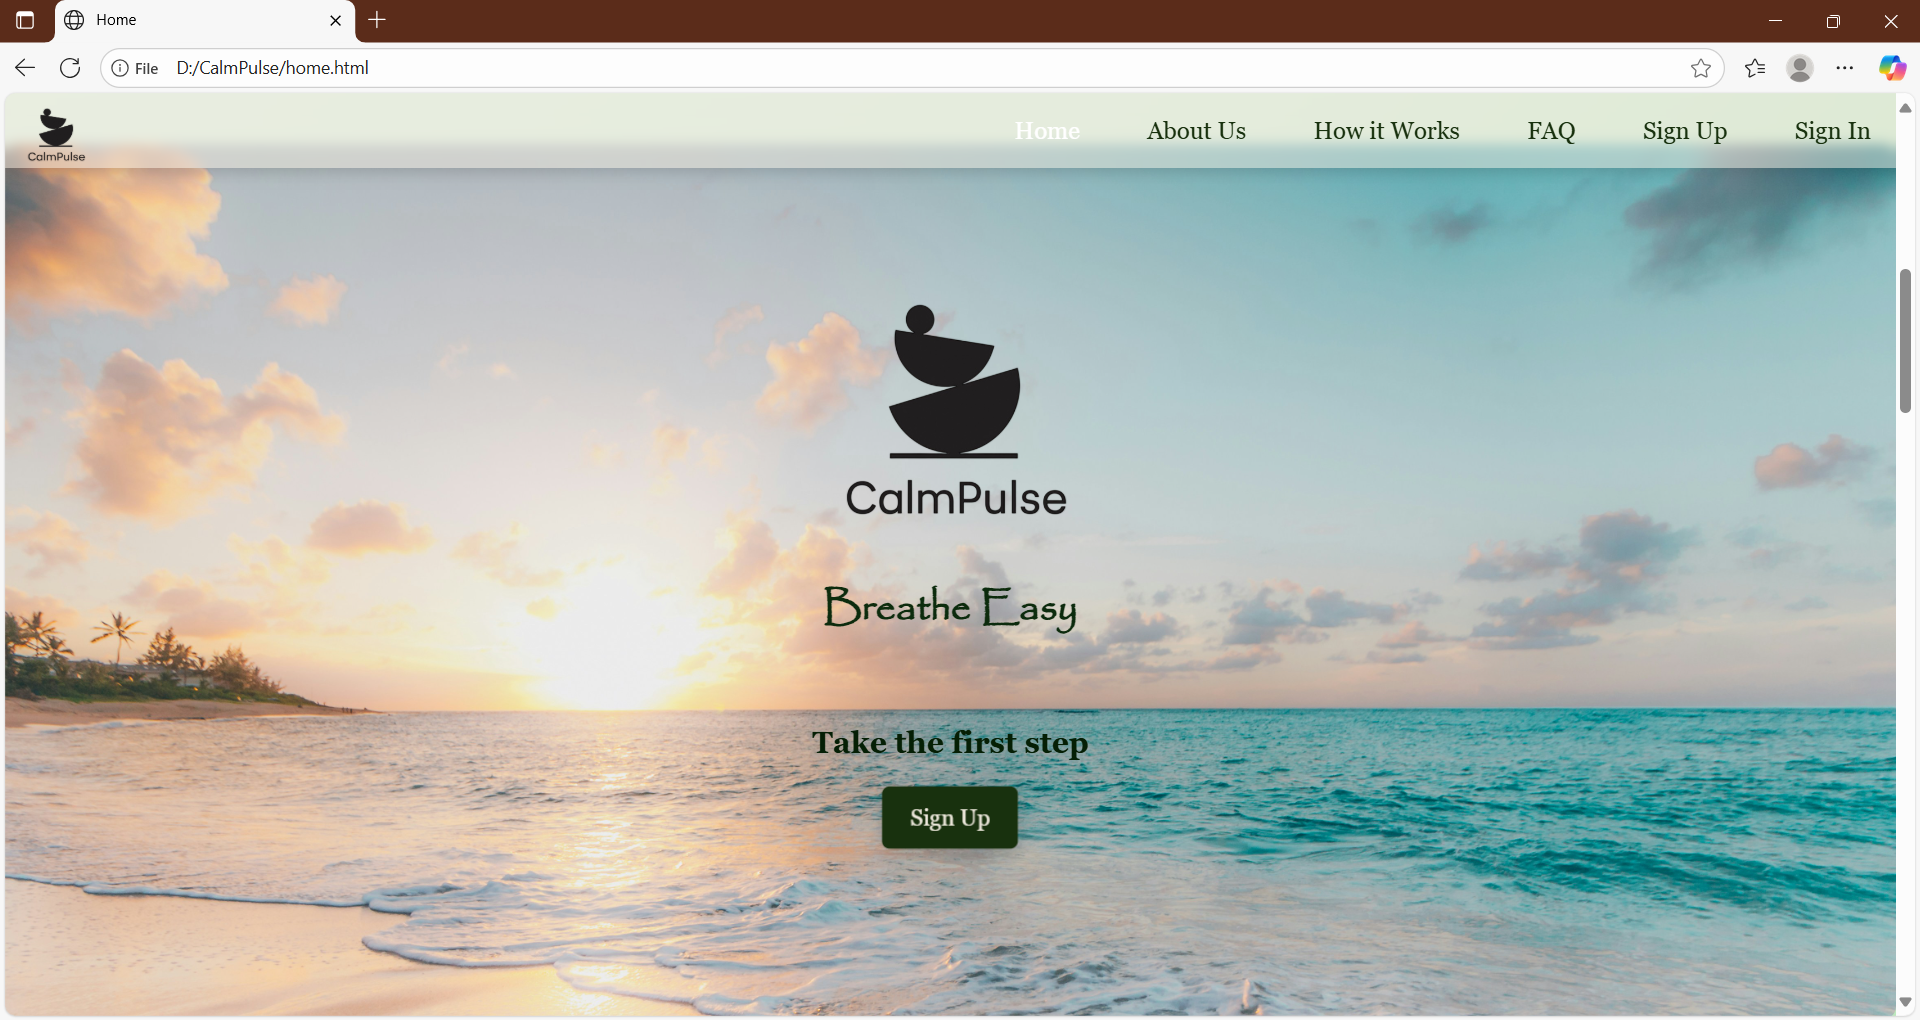 Home
File D:/CalmPulse/home.html
CalmPulse
Home About Us How it Works FAQ Sign Up Sign In
CalmPulse
Breathe Easy
Take the first step
Sign Up